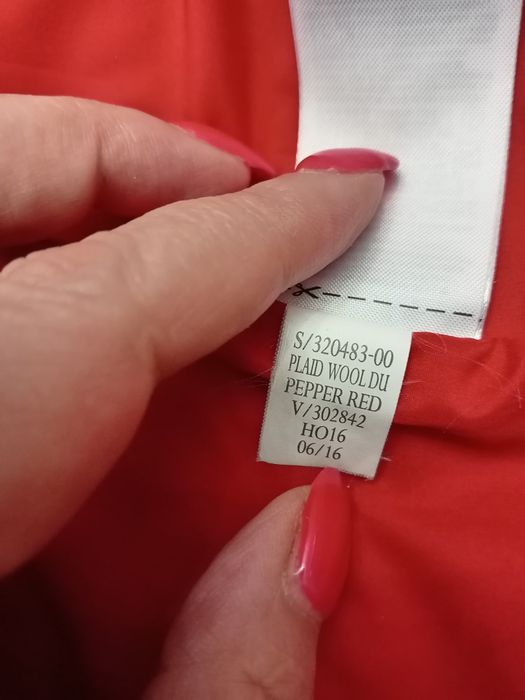 S/320483-00
PLAID WOOL DU
PEPPER RED
V/302842
HO16
06/16